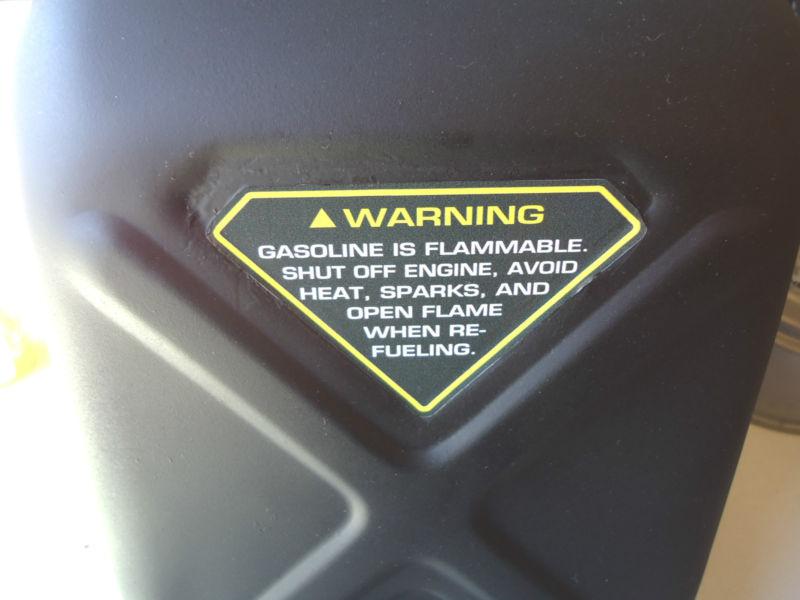 ▲WARNING
GASOLINE IS FLAMMABLE.
SHUT OFF ENGINE, AVOID
HEAT, SPARKS, AND
OPEN FLAME
WHEN RE-
FUELING.